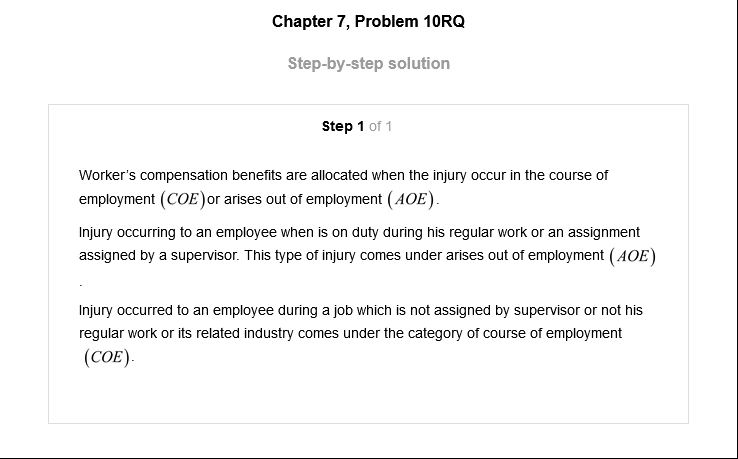 Chapter 7, Problem 10RQ
Step-by-step solution
Step 1 of 1
Worker's compensation benefits are allocated when the injury occur in the course of
employment (COE)or arises out of employment (AOE).
Injury occurring to an employee when is on duty during his regular work or an assignment
assigned by a supervisor. This type of injury comes under arises out of employment (AOE)
.
Injury occurred to an employee during a job which is not assigned by supervisor or not his
regular work or its related industry comes under the category of course of employment
(COE).